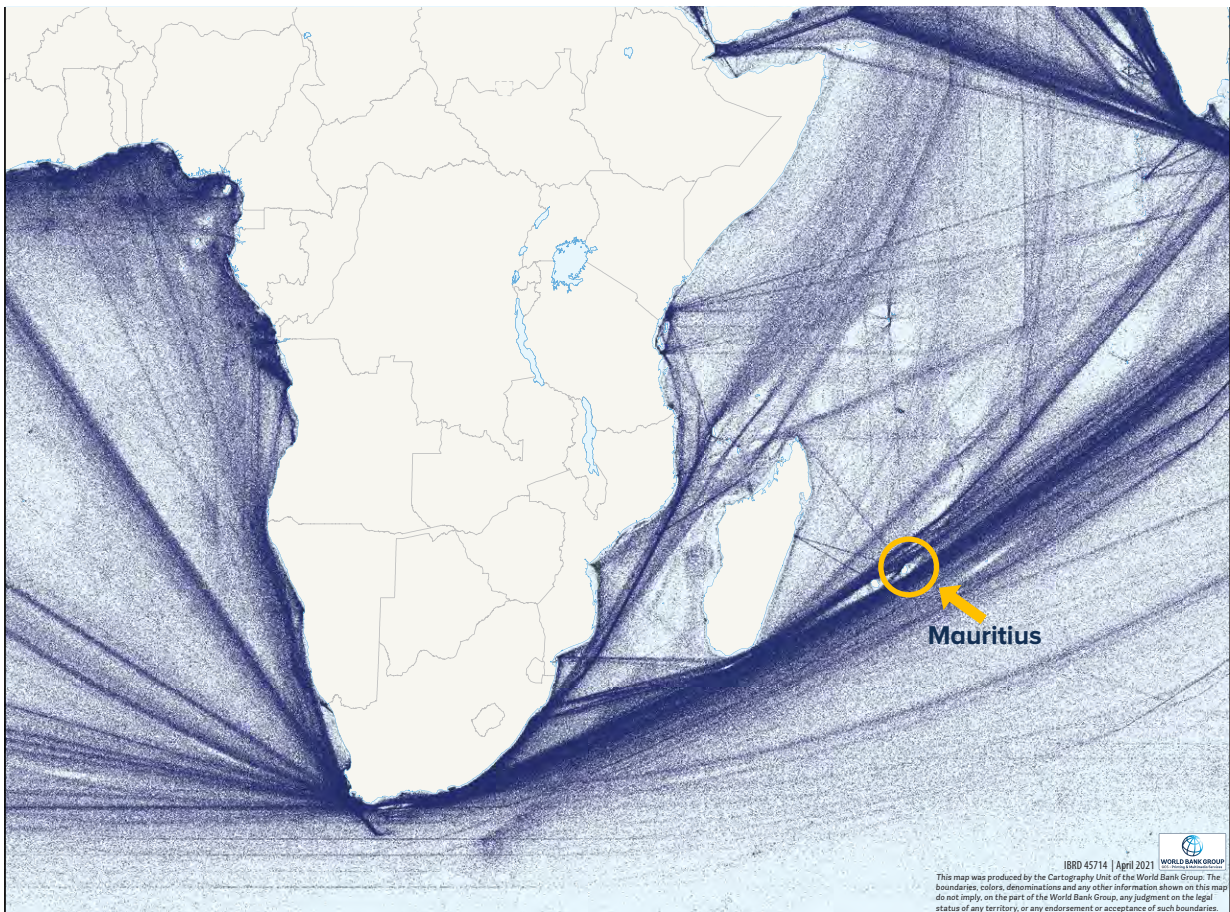 Mauritius
IBRD 45714 | April 2021
WORLD BANK GROUP
This map was produced by the Cartography Unit of the World Bank Group. The
boundaries, colors, denominations and any other information shown on this map
do not imply, on the part of the World Bank Group, any judgment on the legal
status of any territory, or any endorsement or acceptance of such boundaries.